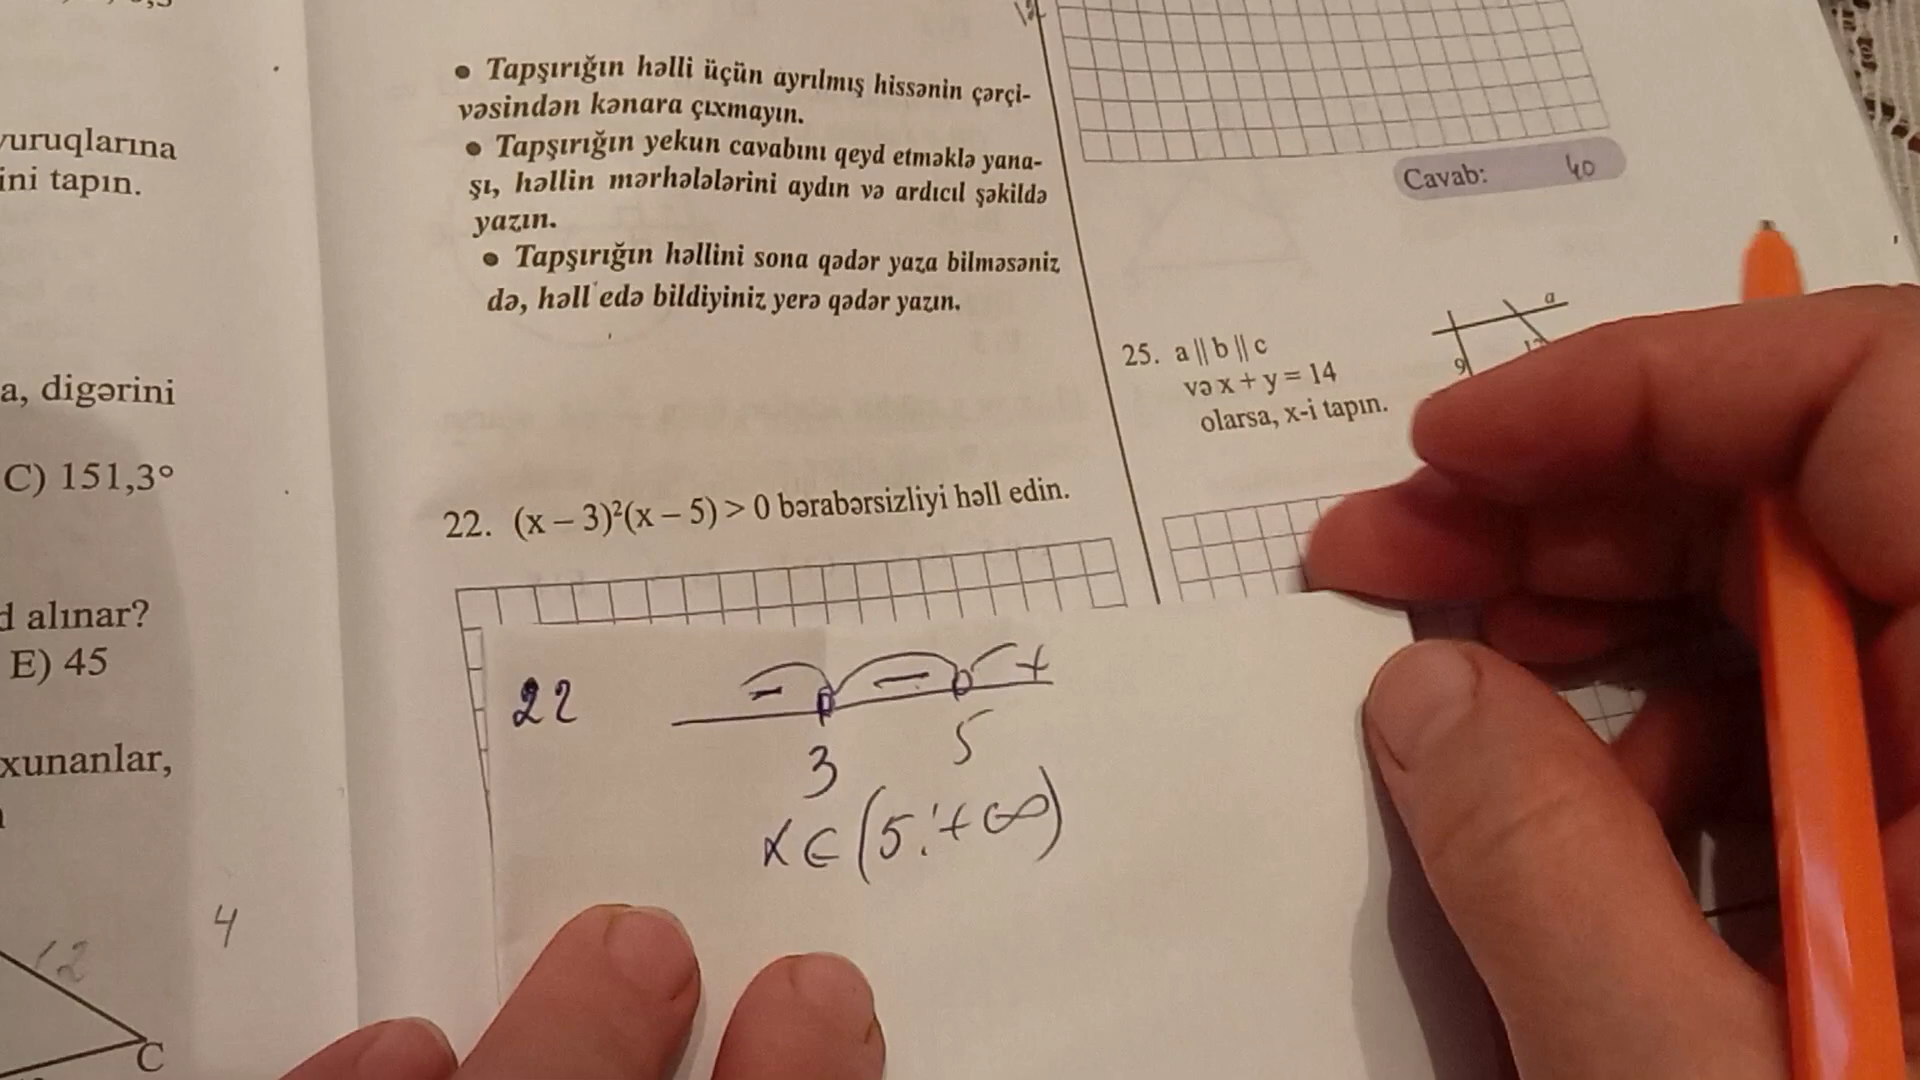 yuruqlarına
ini tapın.
a, digərini
C) 151,3°
d alınar?
E) 45
xunanlar,
4
12
C
• Tapşırığın həlli üçün ayrılmış hissənin çərçi-
vəsindən kənara çıxmayın.
• Tapşırığın yekun cavabını qeyd etməklə yana-
şı, həllin mərhələlərini aydın və ardıcıl şəkildə
yazın.
• Tapşırığın həllini sona qədər yaza bilməsəniz
də, həll edə bildiyiniz yerə qədər yazın.
22. (x – 3)²(x – 5) > 0 bərabərsizliyi həll edin.
22
- - +
3 5
x∈(5;+∞)
Cavab: 40
25. a || b || c
və x + y = 14
olarsa, x-i tapın.
a
9